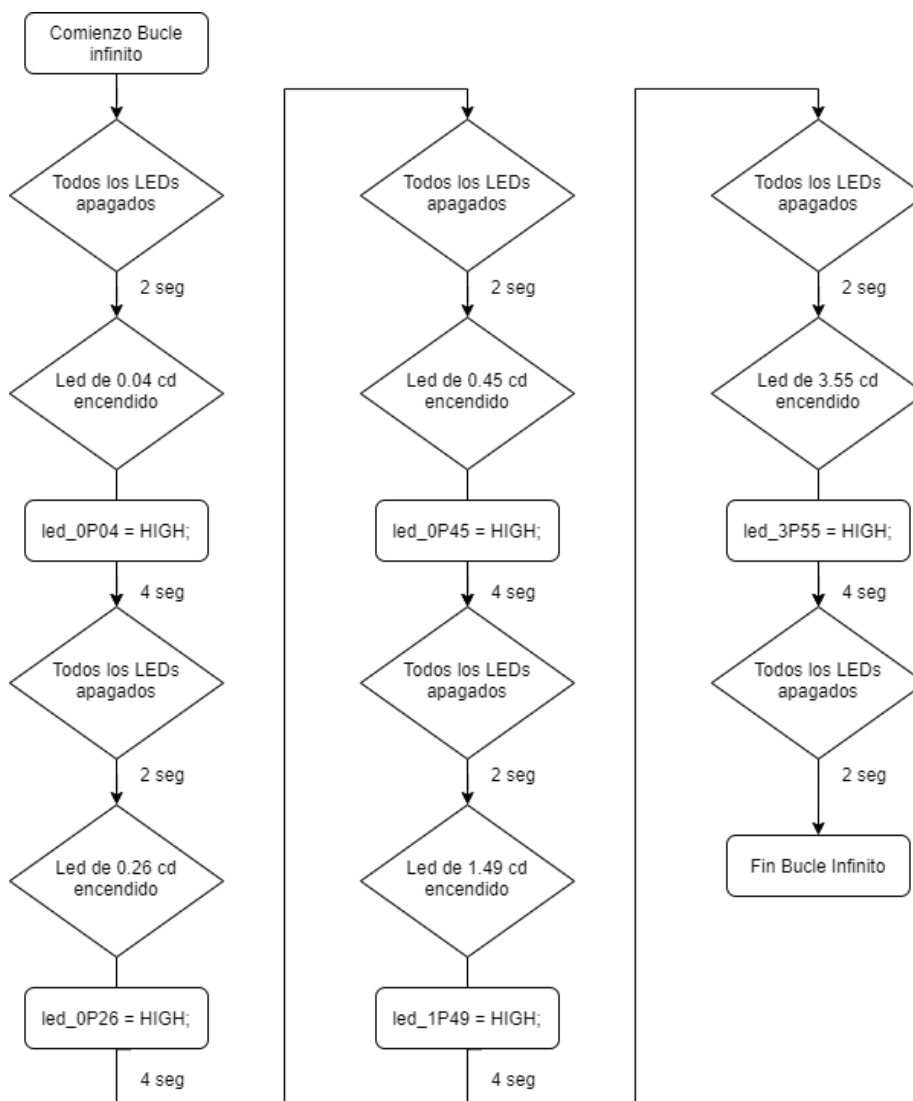 Comienzo Bucle
infinito
Todos los LEDs
apagados
2 seg
Led de 0.04 cd
encendido
led_0P04 = HIGH;
4 seg
Todos los LEDs
apagados
2 seg
Led de 0.26 cd
encendido
led_0P26 = HIGH;
4 seg
Todos los LEDs
apagados
2 seg
Led de 0.45 cd
encendido
led_0P45 = HIGH;
4 seg
Todos los LEDs
apagados
2 seg
Led de 1.49 cd
encendido
led_1P49 = HIGH;
4 seg
Todos los LEDs
apagados
2 seg
Led de 3.55 cd
encendido
led_3P55 = HIGH;
4 seg
Todos los LEDs
apagados
2 seg
Fin Bucle Infinito